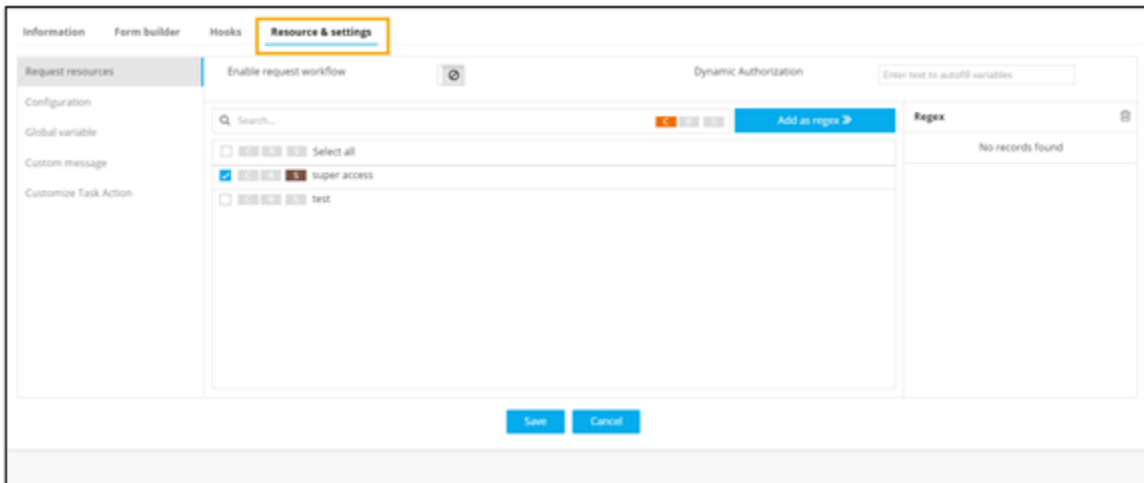 Information Form builder Hooks Resource & settings
Request resources
Configuration
Global variable
Custom message
Customize Task Action
Enable request workflow
Dynamic Authorization Enter text to autofill variables
Search... C R S Add as regex
C R S Select all
C R S super access
C R S test
Regex
No records found
Save Cancel